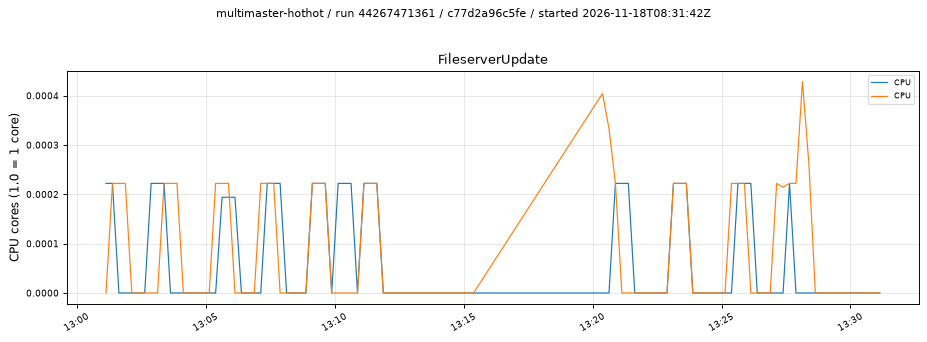 multimaster-hothot / run 44267471361 / c77d2a96c5fe / started 2026-11-18T08:31:42Z
FileserverUpdate
CPU
CPU
CPU cores (1.0 = 1 core)
0.0004
0.0003
0.0002
0.0001
0.0000
13:00
13:05
13:10
13:15
13:20
13:25
13:30